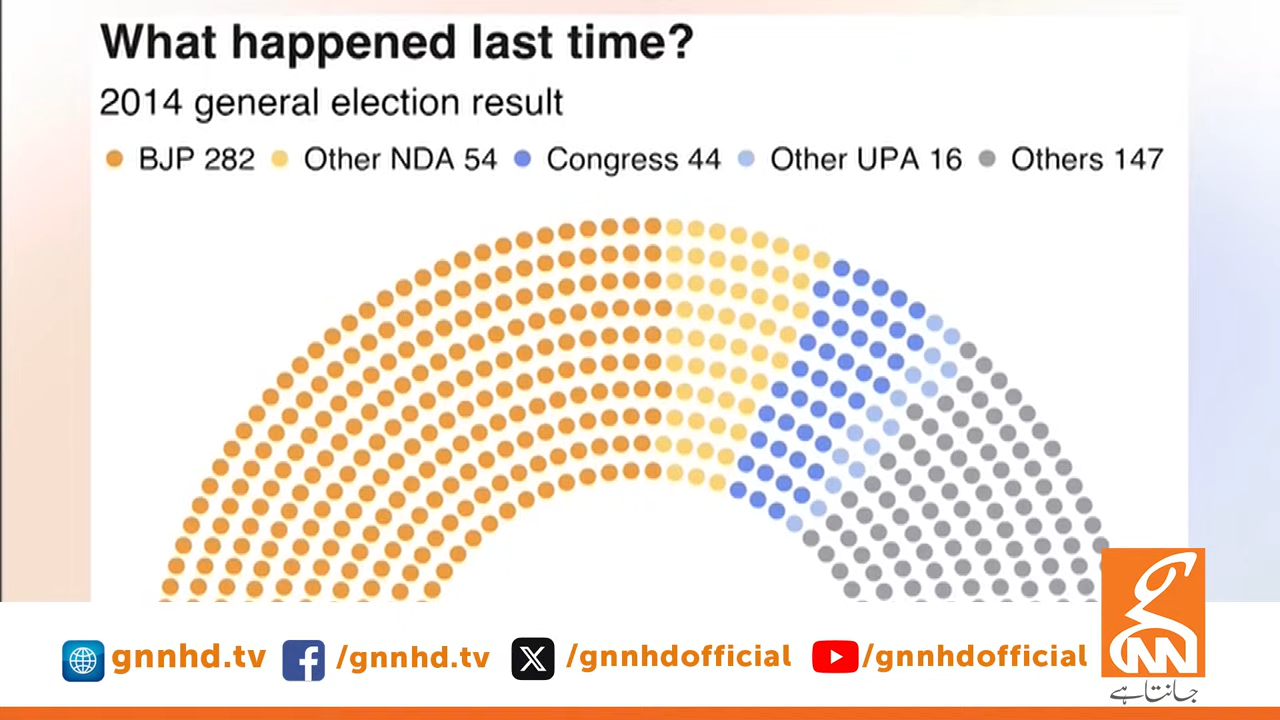 What happened last time?
2014 general election result
BJP 282 Other NDA 54 Congress 44 Other UPA 16 Others 147
gnnhd.tv /gnnhd.tv /gnnhdofficial /gnnhdofficial
GNN
جانتا ہے